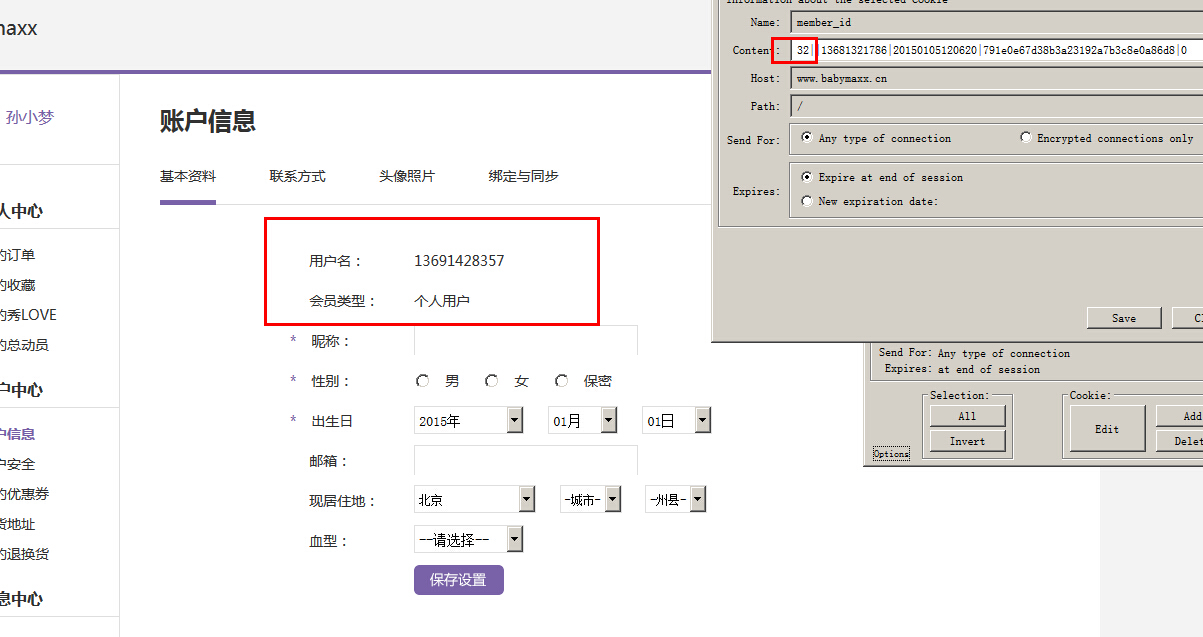 maxx
孙小梦
人中心
的订单
的收藏
的秀LOVE
的总动员
户中心
户信息
户安全
的优惠券
货地址
的退换货
息中心
账户信息
基本资料 联系方式 头像照片 绑定与同步
用户名： 13691428357
会员类型： 个人用户
* 昵称：
* 性别： 男 女 保密
* 出生日 2015年 01月 01日
邮箱：
现居住地： 北京 -城市- -州县-
血型： --请选择--
保存设置
Information about the selected Cookie
Name: member_id
Content: 32||13681321786|20150105120620|791e0e67d38b3a23192a7b3c8e0a86d8|0
Host: www.babymaxx.cn
Path: /
Send For: Any type of connection Encrypted connections only
Expires: Expire at end of session
New expiration date:
Save Cl
Send For: Any type of connection
Expires: at end of session
Selection: Cookie:
All Edit Add
Invert Delet
Options